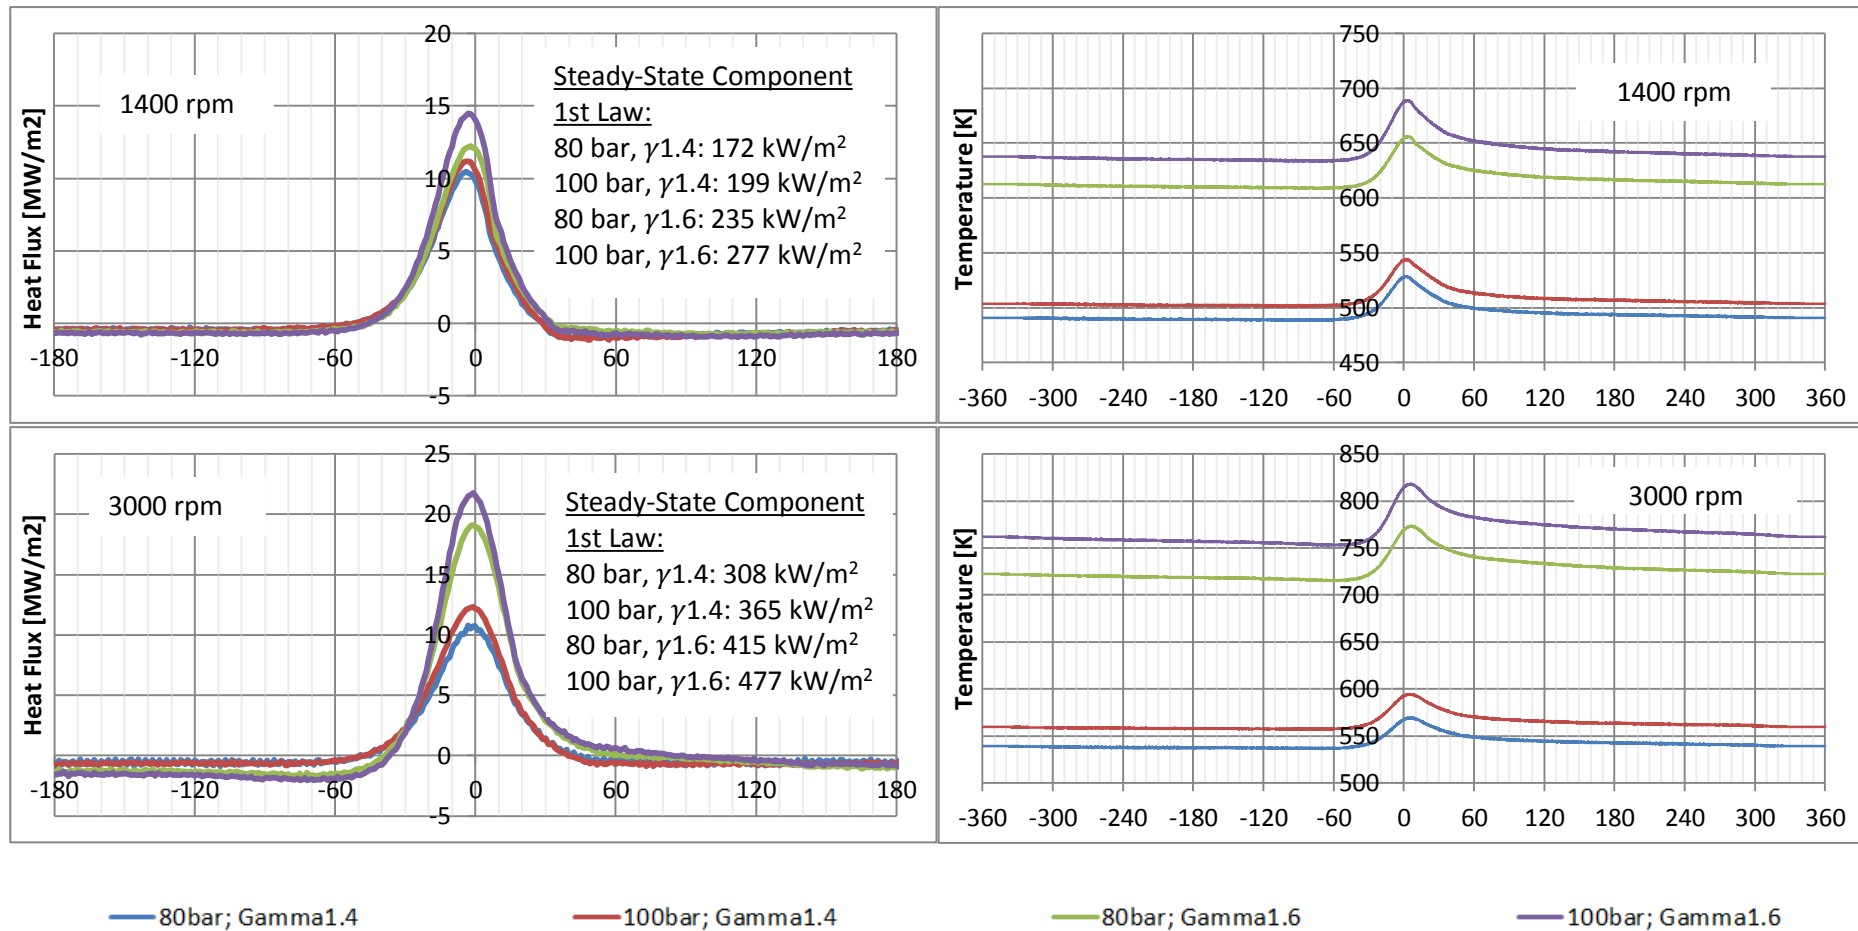 Heat Flux [MW/m2]
1400 rpm
20
15
10
5
0
-5
-180 -120 -60 0 60 120 180
Steady-State Component
1st Law:
80 bar, γ1.4: 172 kW/m²
100 bar, γ1.4: 199 kW/m²
80 bar, γ1.6: 235 kW/m²
100 bar, γ1.6: 277 kW/m²
Temperature [K]
1400 rpm
750
700
650
600
550
500
450
-360 -300 -240 -180 -120 -60 0 60 120 180 240 300 360
Heat Flux [MW/m2]
3000 rpm
25
20
15
10
5
0
-5
-180 -120 -60 0 60 120 180
Steady-State Component
1st Law:
80 bar, γ1.4: 308 kW/m²
100 bar, γ1.4: 365 kW/m²
80 bar, γ1.6: 415 kW/m²
100 bar, γ1.6: 477 kW/m²
Temperature [K]
3000 rpm
850
800
750
700
650
600
550
500
-360 -300 -240 -180 -120 -60 0 60 120 180 240 300 360
80bar; Gamma1.4 100bar; Gamma1.4 80bar; Gamma1.6 100bar; Gamma1.6